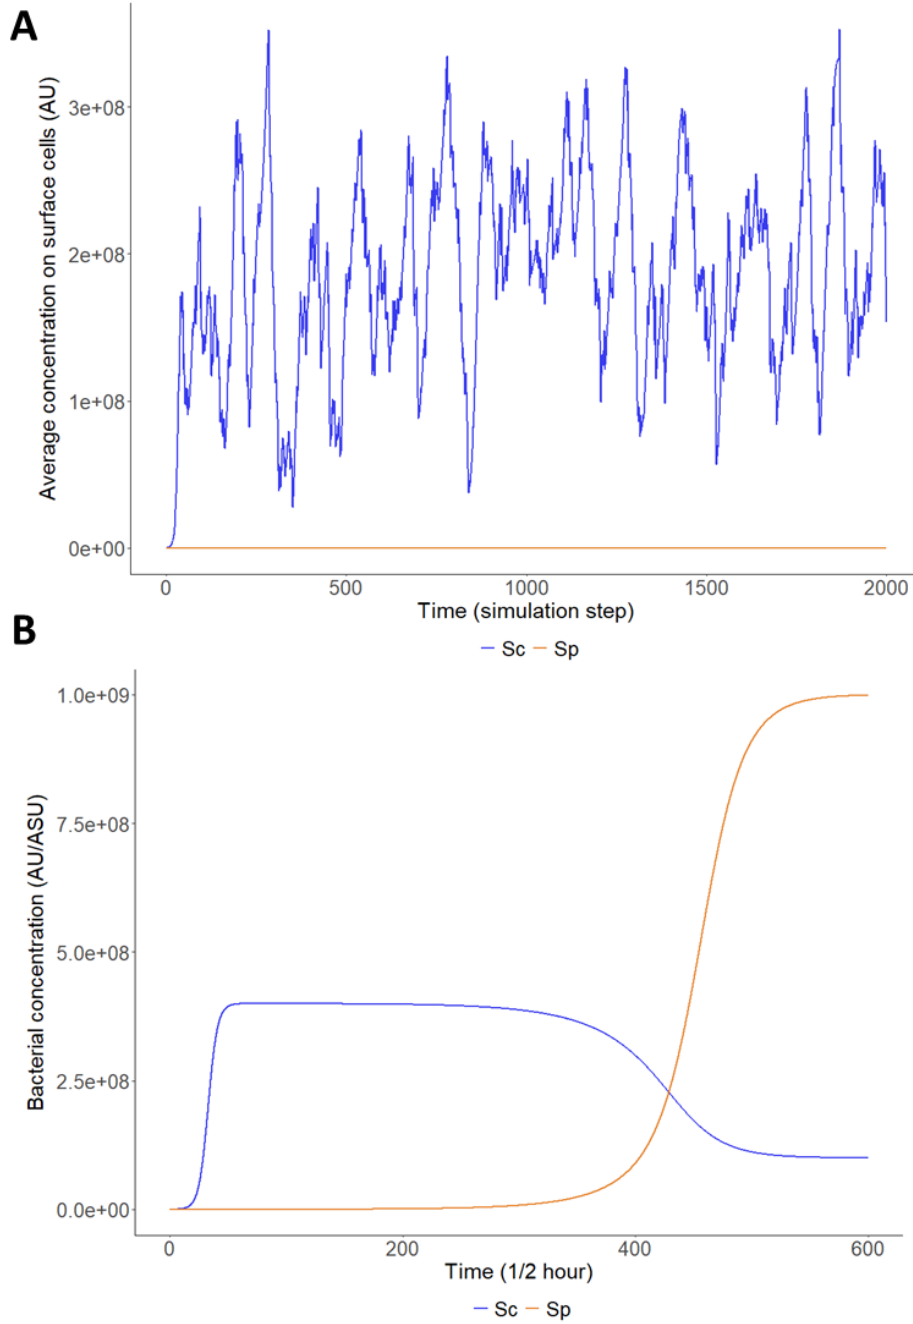 A
Average concentration on surface cells (AU)
3e+08
2e+08
1e+08
0e+00
0 500 1000 1500 2000
Time (simulation step)
Sc Sp
B
Bacterial concentration (AU/ASU)
1.0e+09
7.5e+08
5.0e+08
2.5e+08
0.0e+00
0 200 400 600
Time (1/2 hour)
Sc Sp